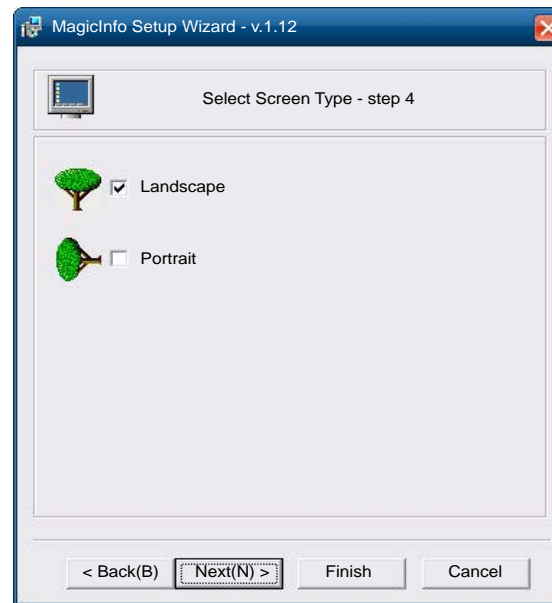 MagicInfo Setup Wizard - v.1.12
Select Screen Type - step 4
Landscape
Portrait
< Back(B) Next(N) > Finish Cancel